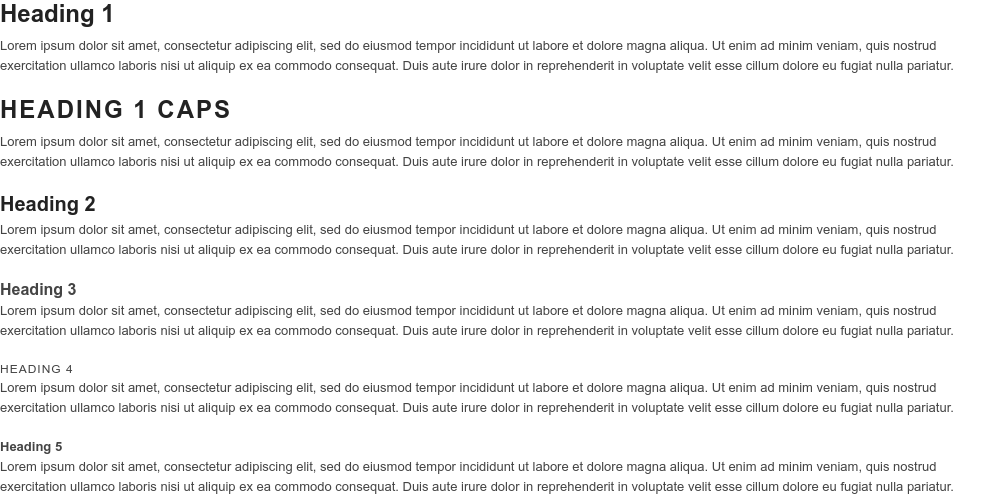 Heading 1
Lorem ipsum dolor sit amet, consectetur adipiscing elit, sed do eiusmod tempor incididunt ut labore et dolore magna aliqua. Ut enim ad minim veniam, quis nostrud
exercitation ullamco laboris nisi ut aliquip ex ea commodo consequat. Duis aute irure dolor in reprehenderit in voluptate velit esse cillum dolore eu fugiat nulla pariatur.
HEADING 1 CAPS
Lorem ipsum dolor sit amet, consectetur adipiscing elit, sed do eiusmod tempor incididunt ut labore et dolore magna aliqua. Ut enim ad minim veniam, quis nostrud
exercitation ullamco laboris nisi ut aliquip ex ea commodo consequat. Duis aute irure dolor in reprehenderit in voluptate velit esse cillum dolore eu fugiat nulla pariatur.
Heading 2
Lorem ipsum dolor sit amet, consectetur adipiscing elit, sed do eiusmod tempor incididunt ut labore et dolore magna aliqua. Ut enim ad minim veniam, quis nostrud
exercitation ullamco laboris nisi ut aliquip ex ea commodo consequat. Duis aute irure dolor in reprehenderit in voluptate velit esse cillum dolore eu fugiat nulla pariatur.
Heading 3
Lorem ipsum dolor sit amet, consectetur adipiscing elit, sed do eiusmod tempor incididunt ut labore et dolore magna aliqua. Ut enim ad minim veniam, quis nostrud
exercitation ullamco laboris nisi ut aliquip ex ea commodo consequat. Duis aute irure dolor in reprehenderit in voluptate velit esse cillum dolore eu fugiat nulla pariatur.
HEADING 4
Lorem ipsum dolor sit amet, consectetur adipiscing elit, sed do eiusmod tempor incididunt ut labore et dolore magna aliqua. Ut enim ad minim veniam, quis nostrud
exercitation ullamco laboris nisi ut aliquip ex ea commodo consequat. Duis aute irure dolor in reprehenderit in voluptate velit esse cillum dolore eu fugiat nulla pariatur.
Heading 5
Lorem ipsum dolor sit amet, consectetur adipiscing elit, sed do eiusmod tempor incididunt ut labore et dolore magna aliqua. Ut enim ad minim veniam, quis nostrud
exercitation ullamco laboris nisi ut aliquip ex ea commodo consequat. Duis aute irure dolor in reprehenderit in voluptate velit esse cillum dolore eu fugiat nulla pariatur.